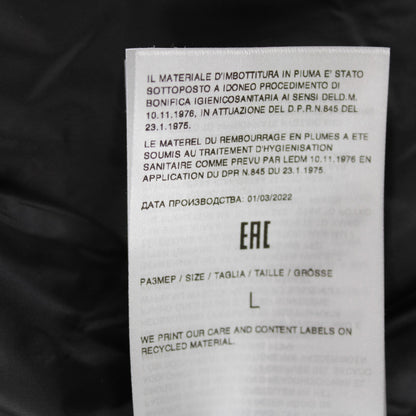 IL MATERIALE D'IMBOTTITURA IN PIUMA E' STATO
SOTTOPOSTO A IDONEO PROCEDIMENTO DI
BONIFICA IGIENICOSANITARIA AI SENSI DELD.M.
10.11.1976, IN ATTUAZIONE DEL D.P.R.N.845 DEL
23.1.1975.
LE MATEREL DU REMBOURRAGE EN PLUMES A ETE
SOUMIS AU TRAITEMENT D'HYGIENISATION
SANITAIRE COMME PREVU PAR LEDM 10.11.1976 EN
APPLICATION DU DPR N.845 DU 23.1.1975.
ДАТА ПРОИЗВОДСТВА: 01/03/2022
EAC
РАЗМЕР / SIZE / TAGLIA / TAILLE / GRÖSSE
L
WE PRINT OUR CARE AND CONTENT LABELS ON
RECYCLED MATERIAL.